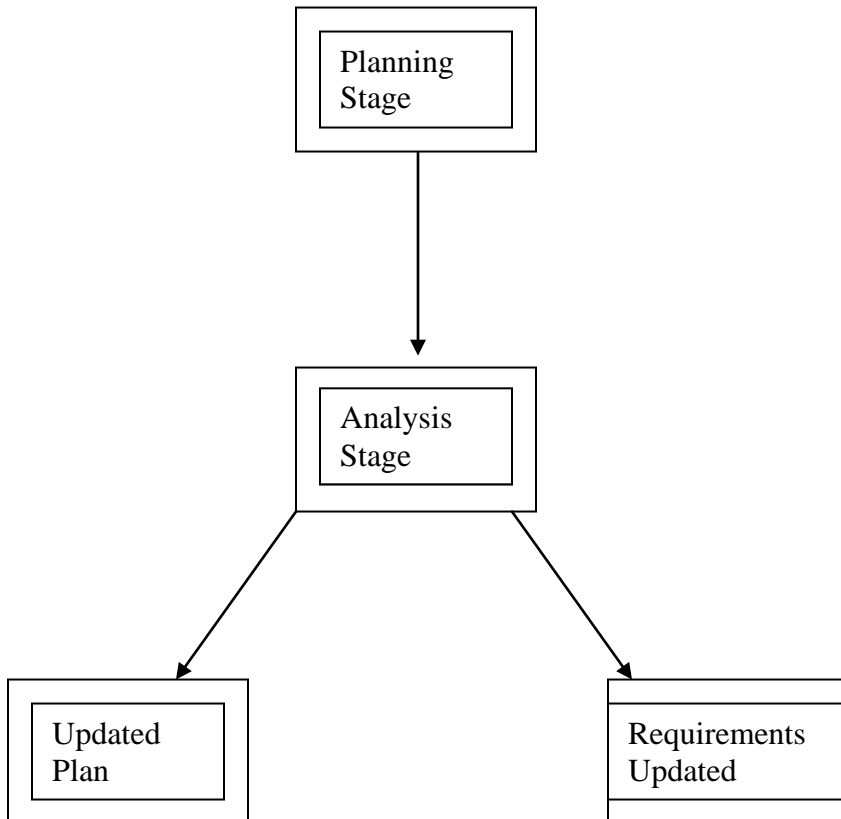 Planning
Stage
Analysis
Stage
Updated
Plan
Requirements
Updated